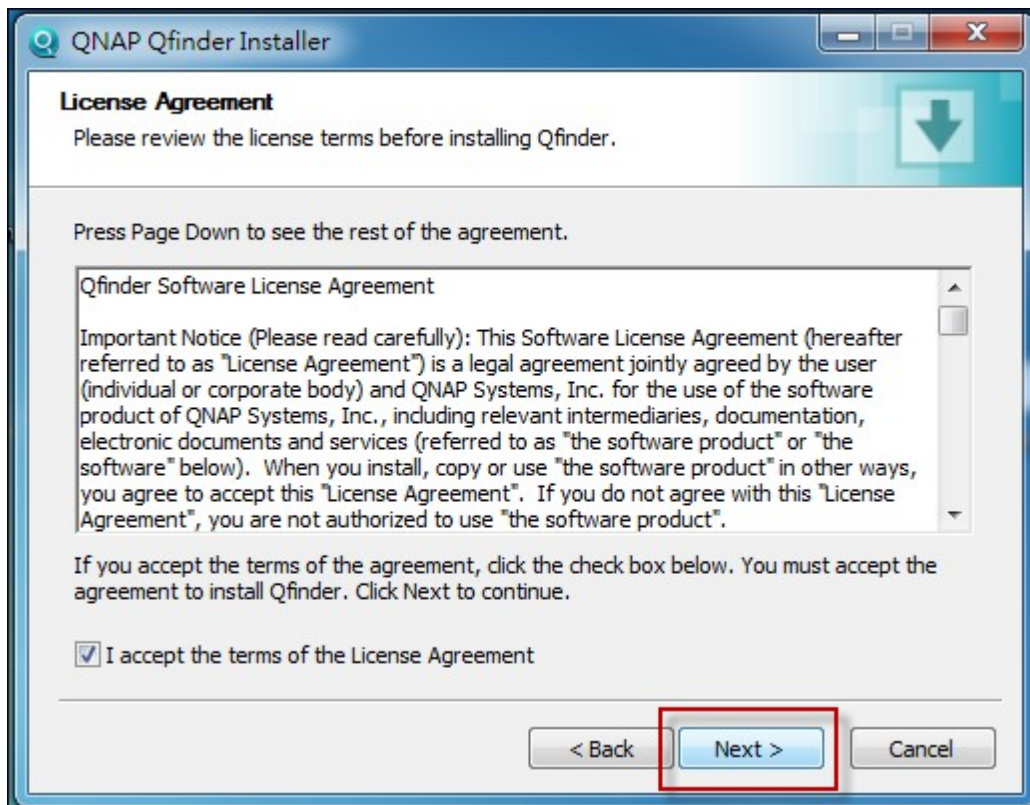 QNAP Qfinder Installer
License Agreement
Please review the license terms before installing Qfinder.
Press Page Down to see the rest of the agreement.
Qfinder Software License Agreement
Important Notice (Please read carefully): This Software License Agreement (hereafter
referred to as "License Agreement") is a legal agreement jointly agreed by the user
(individual or corporate body) and QNAP Systems, Inc. for the use of the software
product of QNAP Systems, Inc., including relevant intermediaries, documentation,
electronic documents and services (referred to as "the software product" or "the
software" below).  When you install, copy or use "the software product" in other ways,
you agree to accept this "License Agreement".  If you do not agree with this "License
Agreement", you are not authorized to use "the software product".
If you accept the terms of the agreement, click the check box below. You must accept the
agreement to install Qfinder. Click Next to continue.
I accept the terms of the License Agreement
< Back Next > Cancel